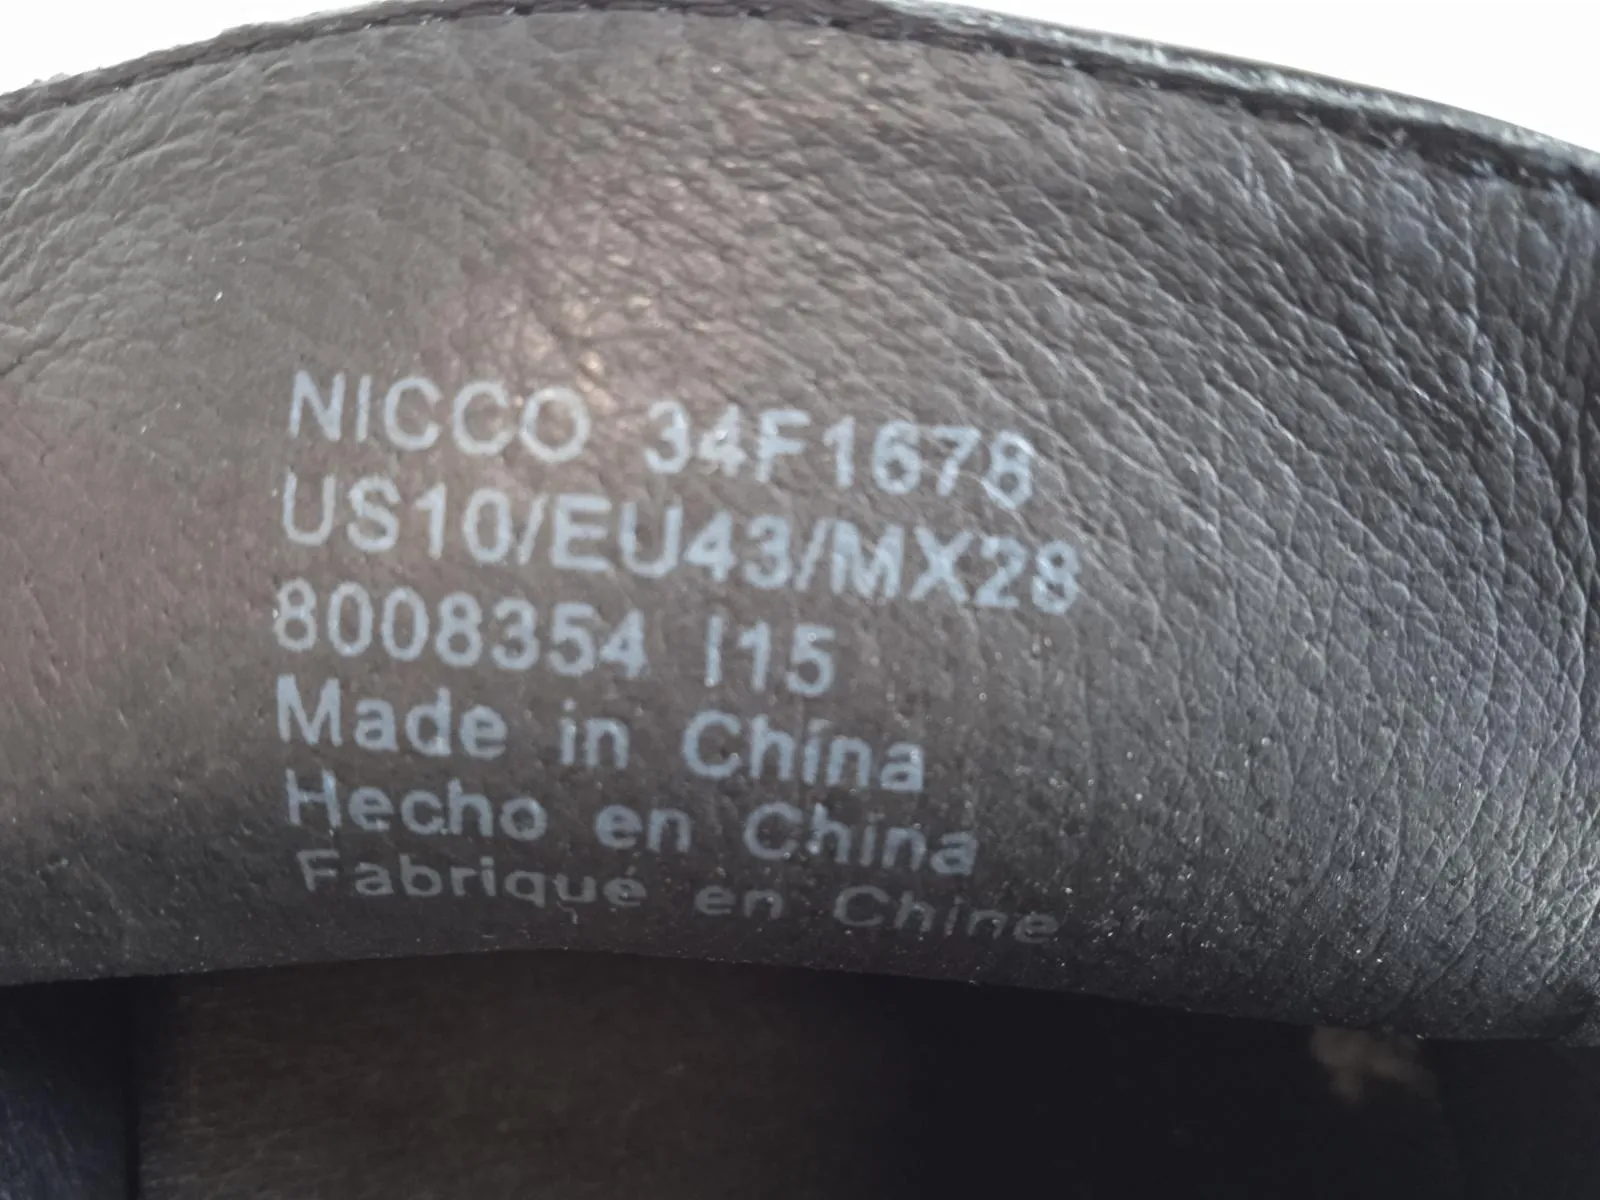 NICCO 34F1678
US10/EU43/MX28
8008354 I15
Made in China
Hecho en China
Fabriqué en Chine